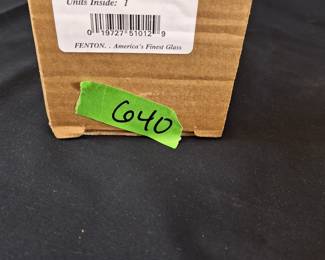 Units Inside: 1
0 19727 51012 9
FENTON. . America's Finest Glass
640